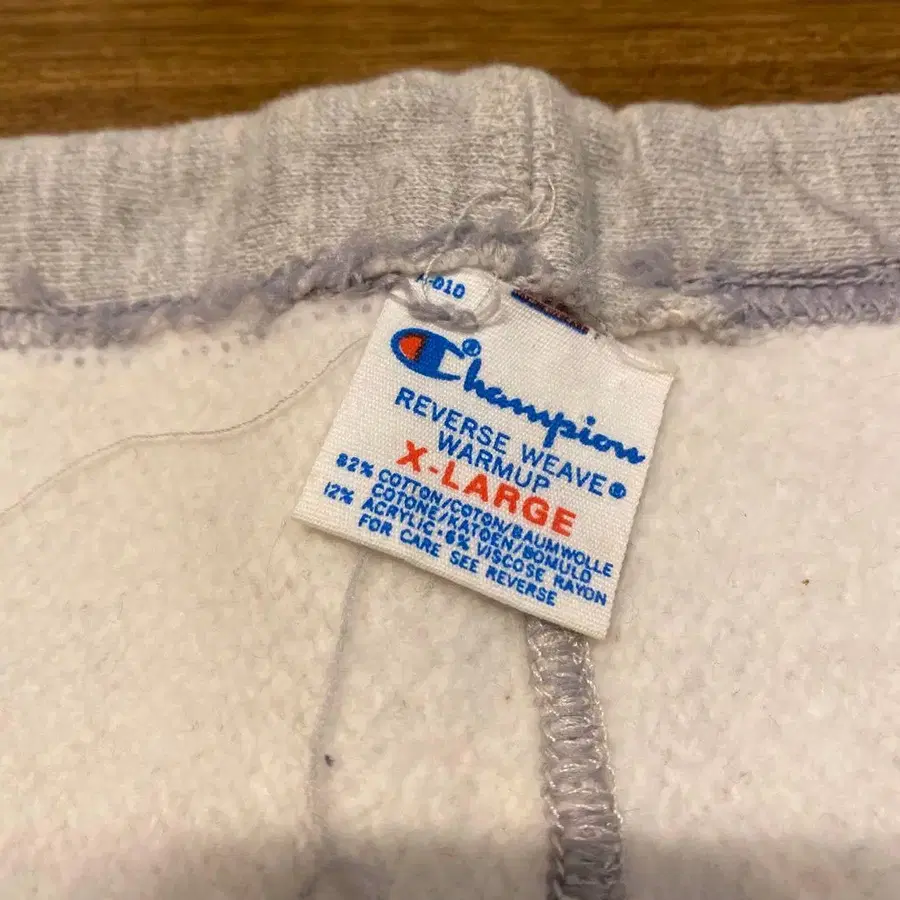 -010
Champion®
REVERSE WEAVE®
WARMUP
X-LARGE
82% COTTON/COTON/BAUMWOLLE
COTONE/KATOEN/BOMULD
12% ACRYLIC·6% VISCOSE RAYON
FOR CARE SEE REVERSE